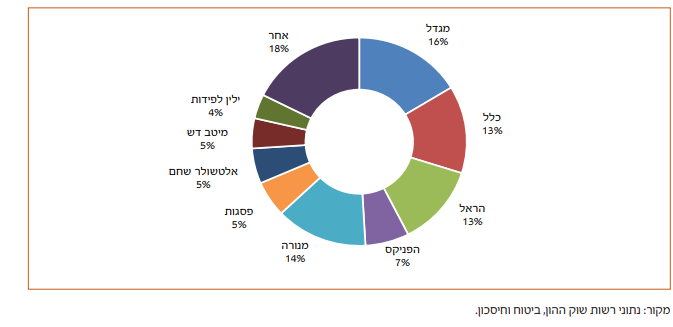 מגדל
16%
כלל
13%
הראל
13%
הפניקס
7%
מנורה
14%
פסגות
5%
אלטשולר שחם
5%
מיטב דש
5%
ילין לפידות
4%
אחר
18%
מקור: נתוני רשות שוק ההון, ביטוח וחיסכון.